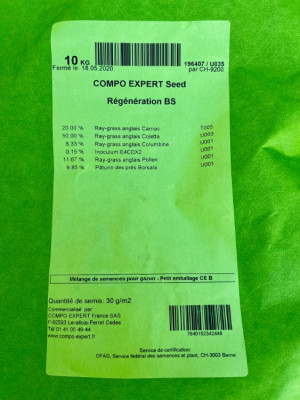 10 KG
Fermé le: 18.05.2020
196407 / U035
par CH-9200
COMPO EXPERT Seed
Régénération BS
20.00 % Ray-grass anglais Carnac T005
50.00 % Ray-grass anglais Coletta U003
8.33 % Ray-grass anglais Columbine U001
0.15 % Inoculum E4CDX2 U001
11.67 % Ray-grass anglais Pollen U001
9.85 % Pâturin des prés Borsala U001
Mélange de semences pour gazon - Petit emballage CE B
Quantité de semis: 30 g/m2
Commercialisé par:
COMPO EXPERT France SAS
F-92593 Levallois-Perret Cedex
Tél 01 41 05 49 44
www.compo-expert.fr
7640102342446
Service de certification:
OFAG, Service fédéral des semences et plant, CH-3003 Berne